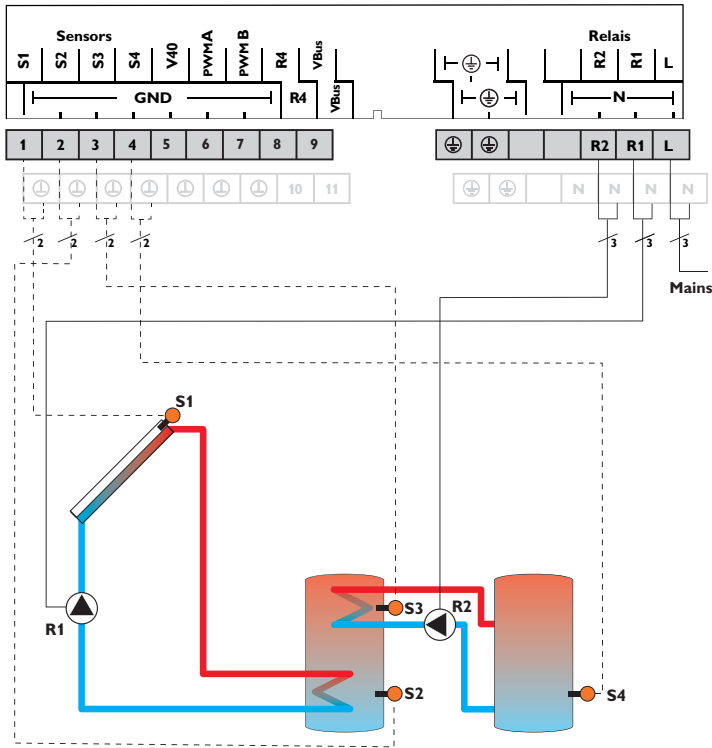 Sensors
Relais
S1 S2 S3 S4 V40 PWMA PWMB R4 VBus
R2 R1 L
GND
R4 VBus
N
1 2 3 4 5 6 7 8 9
R2 R1 L
10 11
N N N N
2 2 2 2
3 3 3
Mains
S1
S3
R2
R1
S2
S4